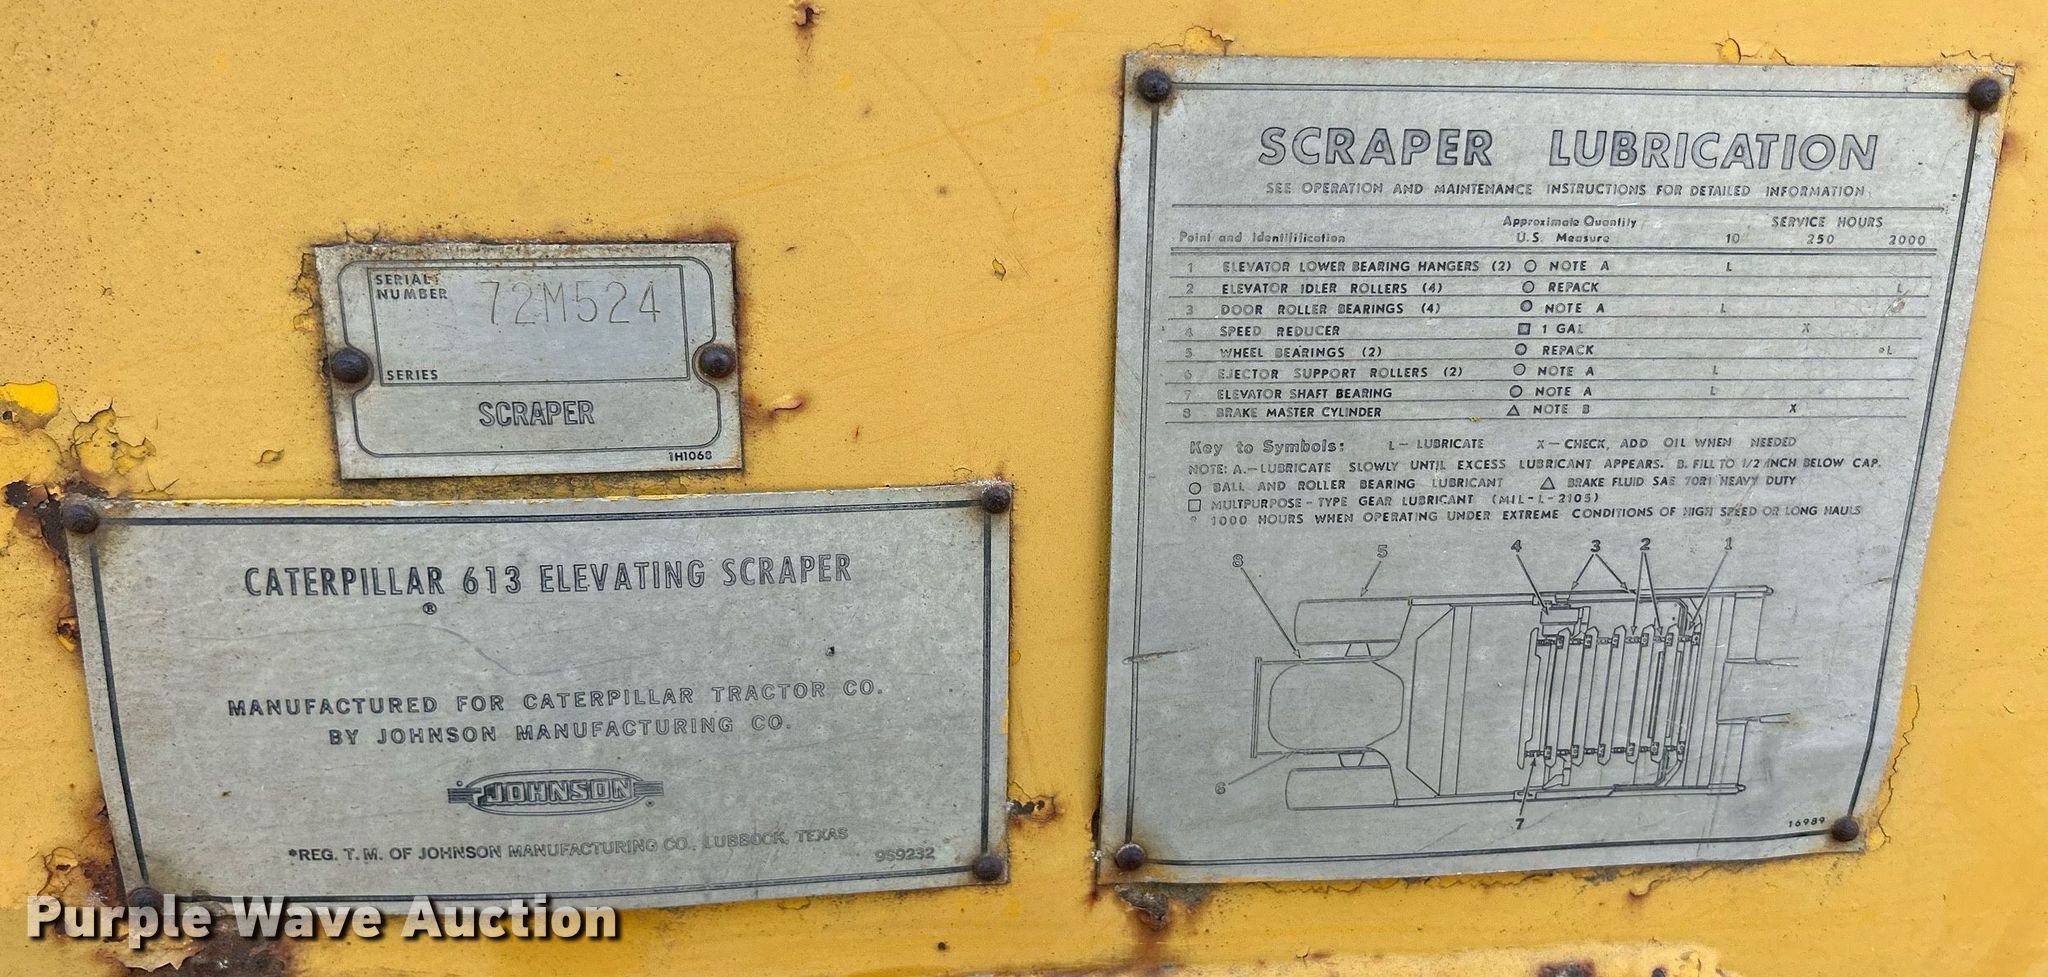 SERIAL
NUMBER
72M524
SERIES
SCRAPER
1H1068
CATERPILLAR 613 ELEVATING SCRAPER
®
MANUFACTURED FOR CATERPILLAR TRACTOR CO.
BY JOHNSON MANUFACTURING CO.
JOHNSON ®
*REG. T.M. OF JOHNSON MANUFACTURING CO., LUBBOCK, TEXAS
9S9232
SCRAPER LUBRICATION
SEE OPERATION AND MAINTENANCE INSTRUCTIONS FOR DETAILED INFORMATION
Approximate Quantity SERVICE HOURS
Point and Identifification U.S. Measure 10 250 2000
1 ELEVATOR LOWER BEARING HANGERS (2) ○ NOTE A L
2 ELEVATOR IDLER ROLLERS (4) ○ REPACK L
3 DOOR ROLLER BEARINGS (4) ○ NOTE A L
4 SPEED REDUCER □ 1 GAL X
5 WHEEL BEARINGS (2) ○ REPACK *L
6 EJECTOR SUPPORT ROLLERS (2) ○ NOTE A L
7 ELEVATOR SHAFT BEARING ○ NOTE A L
8 BRAKE MASTER CYLINDER △ NOTE B X
Key to Symbols: L-LUBRICATE X-CHECK, ADD OIL WHEN NEEDED
NOTE: A.-LUBRICATE SLOWLY UNTIL EXCESS LUBRICANT APPEARS. B. FILL TO 1/2 INCH BELOW CAP.
○ BALL AND ROLLER BEARING LUBRICANT △ BRAKE FLUID SAE 70R1 HEAVY DUTY
□ MULTPURPOSE-TYPE GEAR LUBRICANT (MIL-L-2105)
* 1000 HOURS WHEN OPERATING UNDER EXTREME CONDITIONS OF HIGH SPEED OR LONG HAULS
8 5 4 3 2 1
6 7
16989
Purple Wave Auction